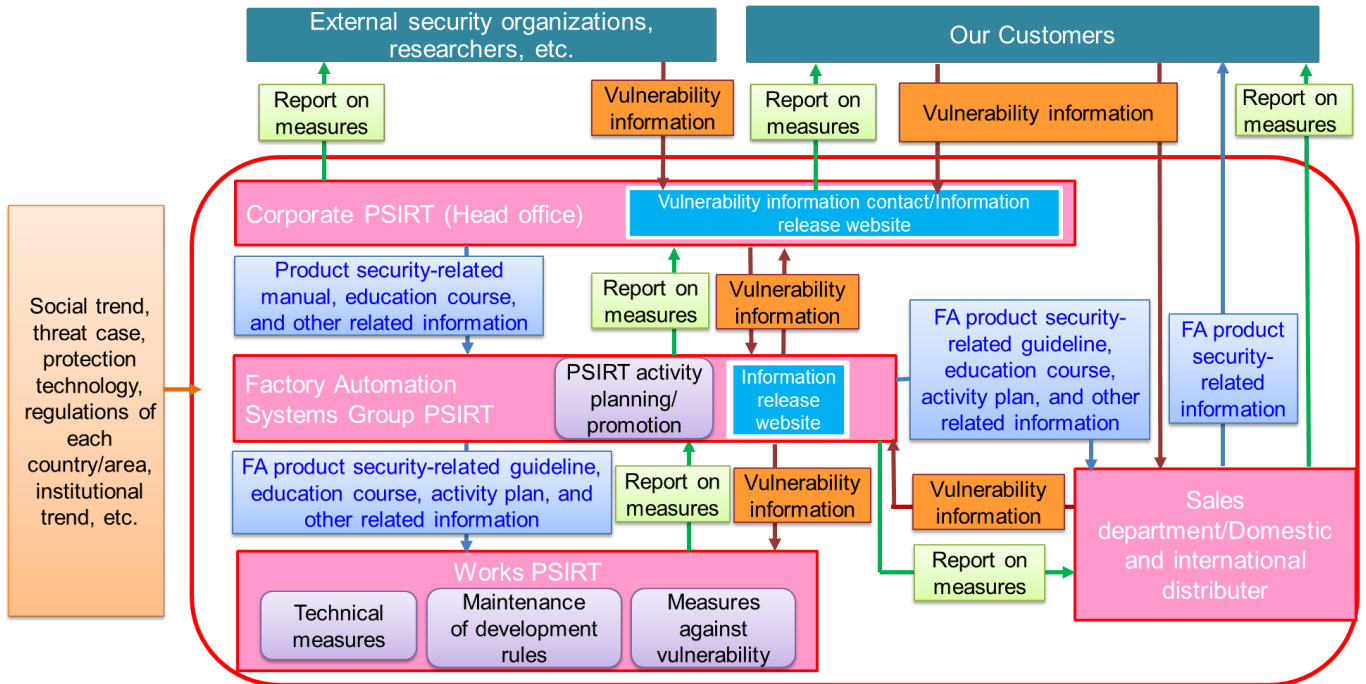 External security organizations,
researchers, etc.
Our Customers
Report on
measures
Vulnerability
information
Report on
measures
Vulnerability information
Report on
measures
Corporate PSIRT (Head office)
Vulnerability information contact/Information
release website
Product security-related
manual, education course,
and other related information
Report on
measures
Vulnerability
information
Social trend,
threat case,
protection
technology,
regulations of
each
country/area,
institutional
trend, etc.
FA product security-
related guideline,
education course,
activity plan, and other
related information
FA product
security-
related
information
Factory Automation
Systems Group PSIRT
PSIRT activity
planning/
promotion
Information
release
website
FA product security-related guideline,
education course, activity plan, and
other related information
Report on
measures
Vulnerability
information
Vulnerability
information
Report on
measures
Sales
department/Domestic
and international
distributer
Works PSIRT
Technical
measures
Maintenance
of development
rules
Measures
against
vulnerability